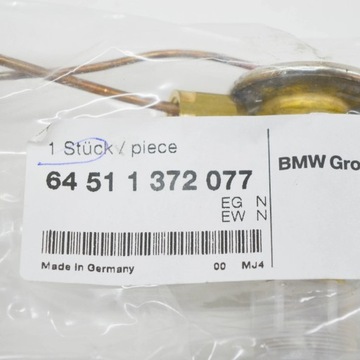 1 Stück / piece
64 51 1 372 077
BMW Gro
EG N
EW N
Made in Germany 00 MJ4